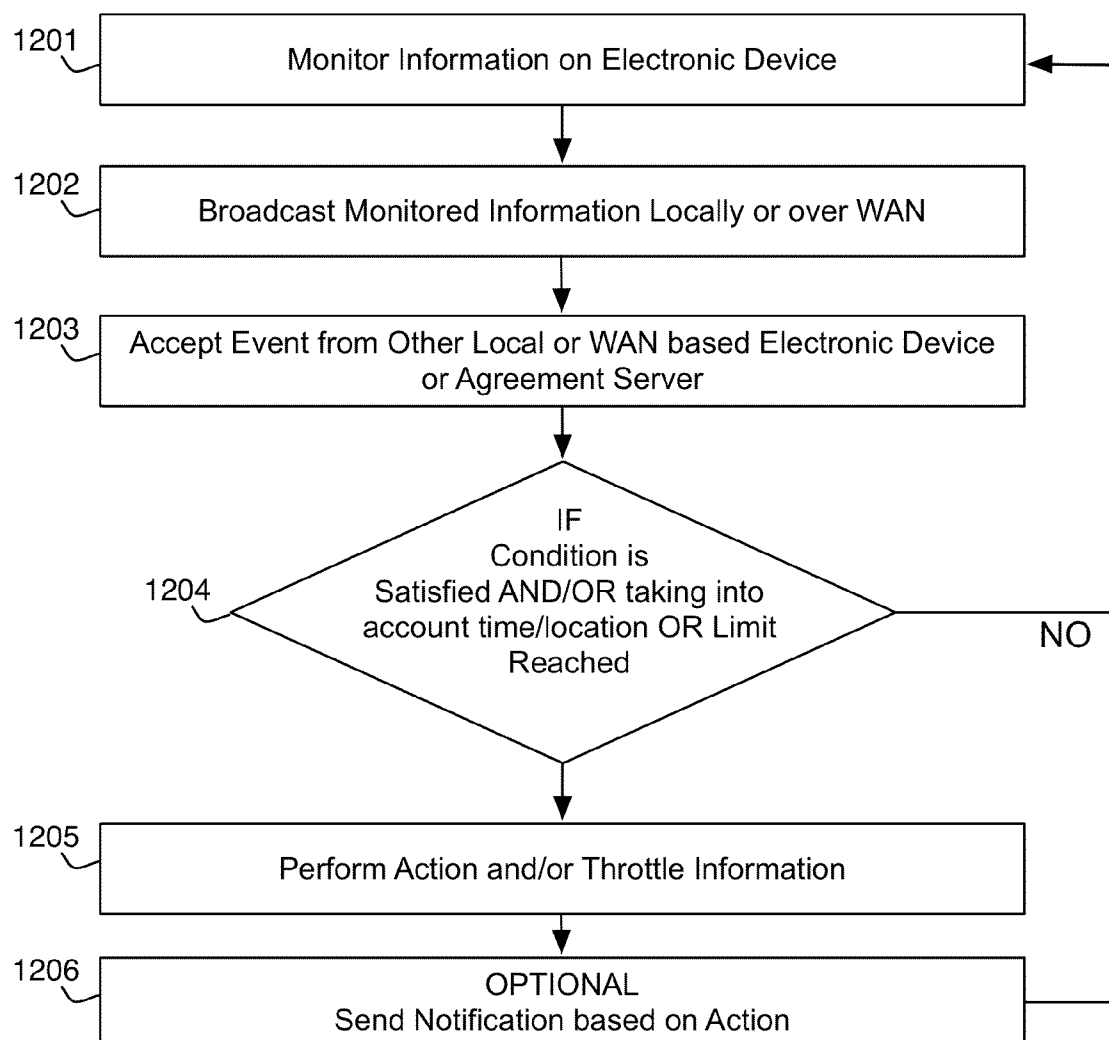 1201
Monitor Information on Electronic Device
1202
Broadcast Monitored Information Locally or over WAN
1203
Accept Event from Other Local or WAN based Electronic Device
or Agreement Server
IF
Condition is
Satisfied AND/OR taking into
account time/location OR Limit
Reached
1204
NO
1205
Perform Action and/or Throttle Information
1206
OPTIONAL
Send Notification based on Action